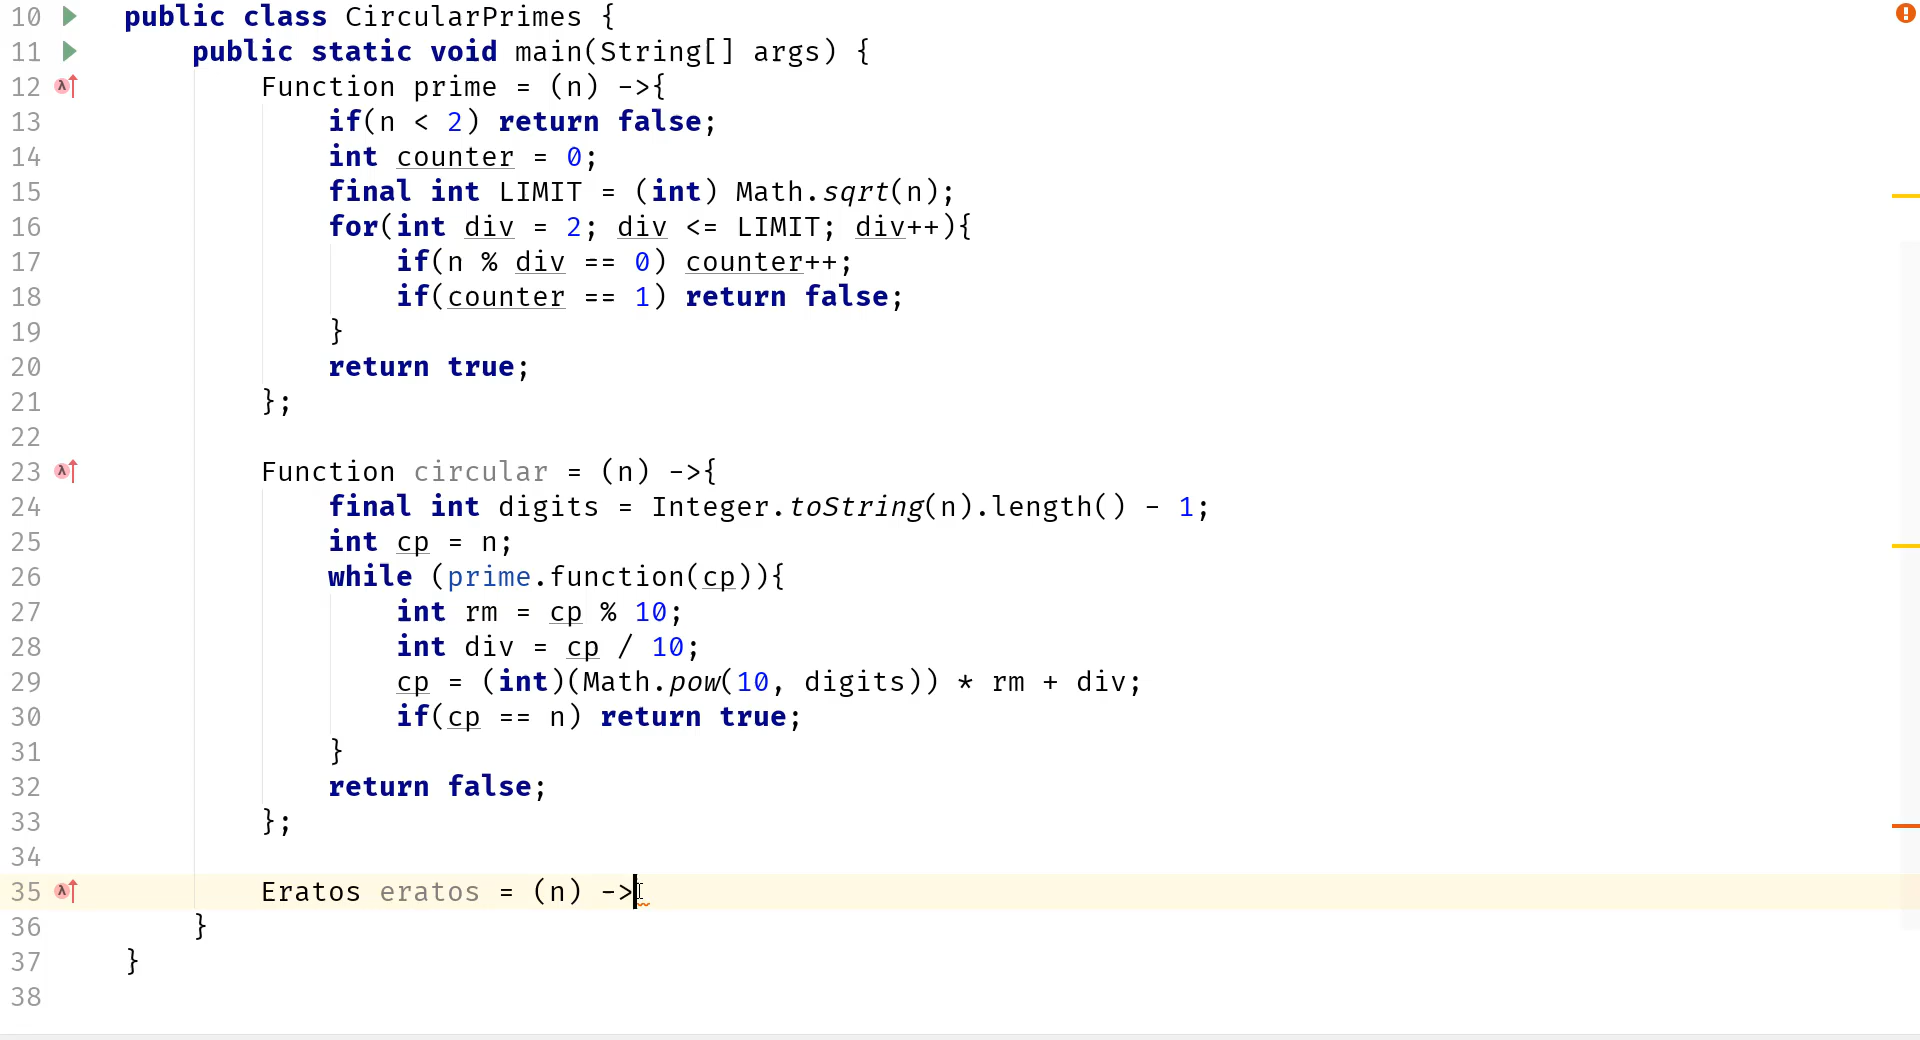 10 public class CircularPrimes {
11 public static void main(String[] args) {
12 Function prime = (n) ->{
13 if(n < 2) return false;
14 int counter = 0;
15 final int LIMIT = (int) Math.sqrt(n);
16 for(int div = 2; div <= LIMIT; div++){
17 if(n % div == 0) counter++;
18 if(counter == 1) return false;
19 }
20 return true;
21 };
22
23 Function circular = (n) ->{
24 final int digits = Integer.toString(n).length() - 1;
25 int cp = n;
26 while (prime.function(cp)){
27 int rm = cp % 10;
28 int div = cp / 10;
29 cp = (int)(Math.pow(10, digits)) * rm + div;
30 if(cp == n) return true;
31 }
32 return false;
33 };
34
35 Eratos eratos = (n) ->
36 }
37 }
38